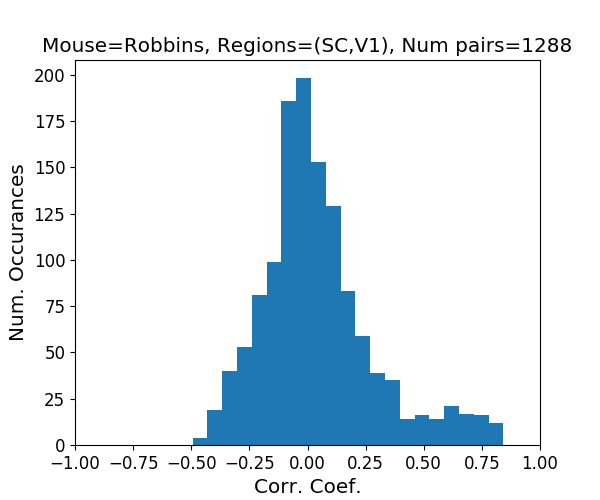 Mouse=Robbins, Regions=(SC,V1), Num pairs=1288
200
175
150
125
100
75
50
25
0
Num. Occurances
−1.00 −0.75 −0.50 −0.25 0.00 0.25 0.50 0.75 1.00
Corr. Coef.